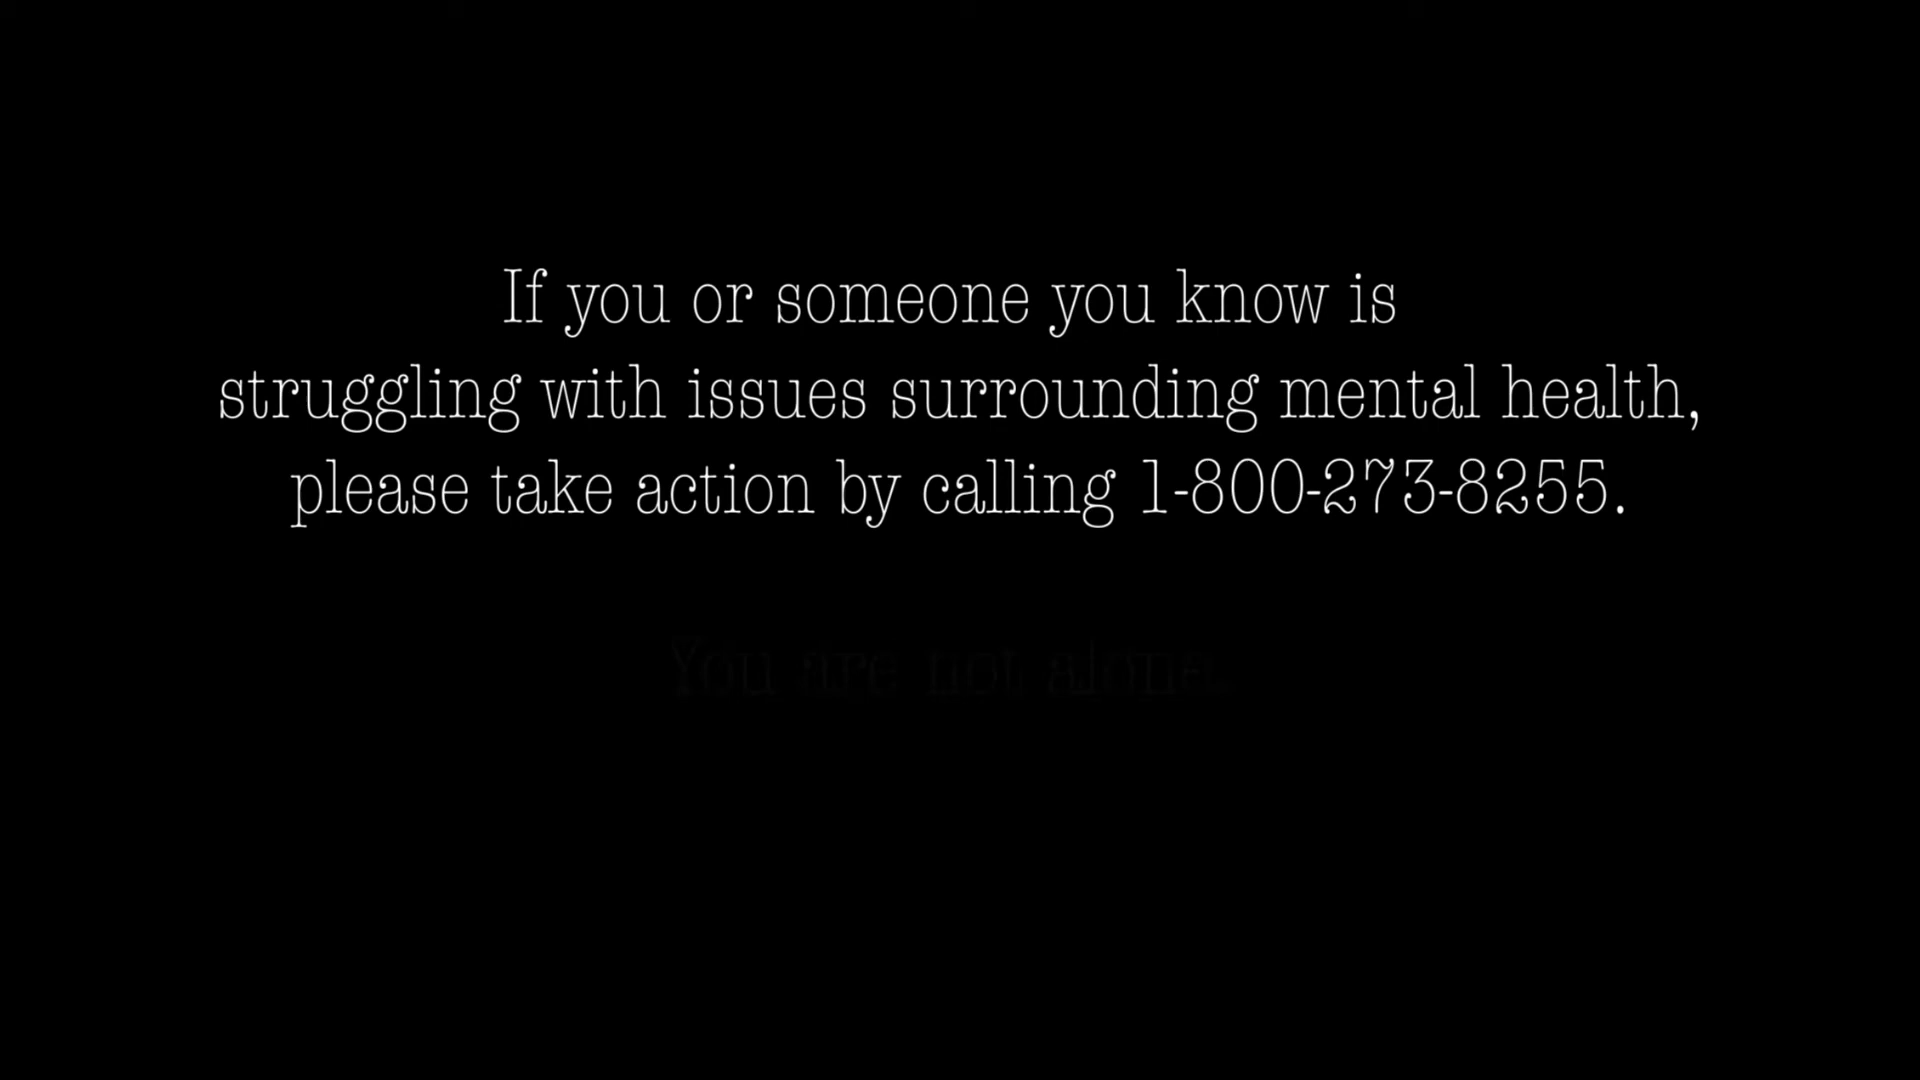 If you or someone you know is
struggling with issues surrounding mental health,
please take action by calling 1-800-273-8255.
You are not alone.